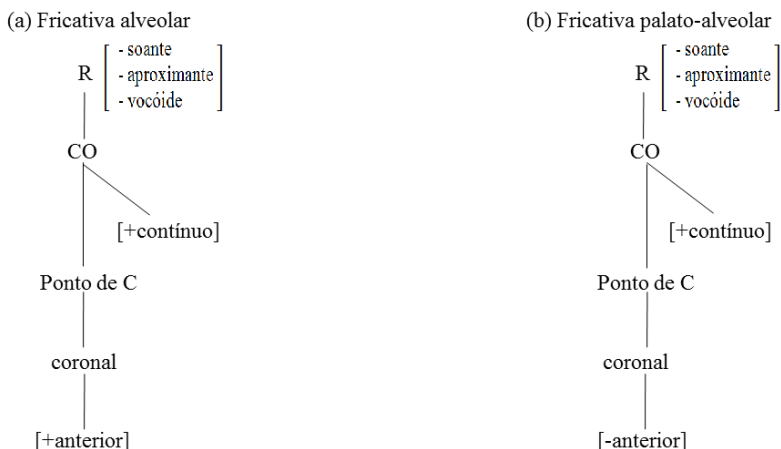 (a) Fricativa alveolar
R
- soante
- aproximante
- vocóide
CO
[+contínuo]
Ponto de C
coronal
[+anterior]
(b) Fricativa palato-alveolar
R
- soante
- aproximante
- vocóide
CO
[+contínuo]
Ponto de C
coronal
[-anterior]